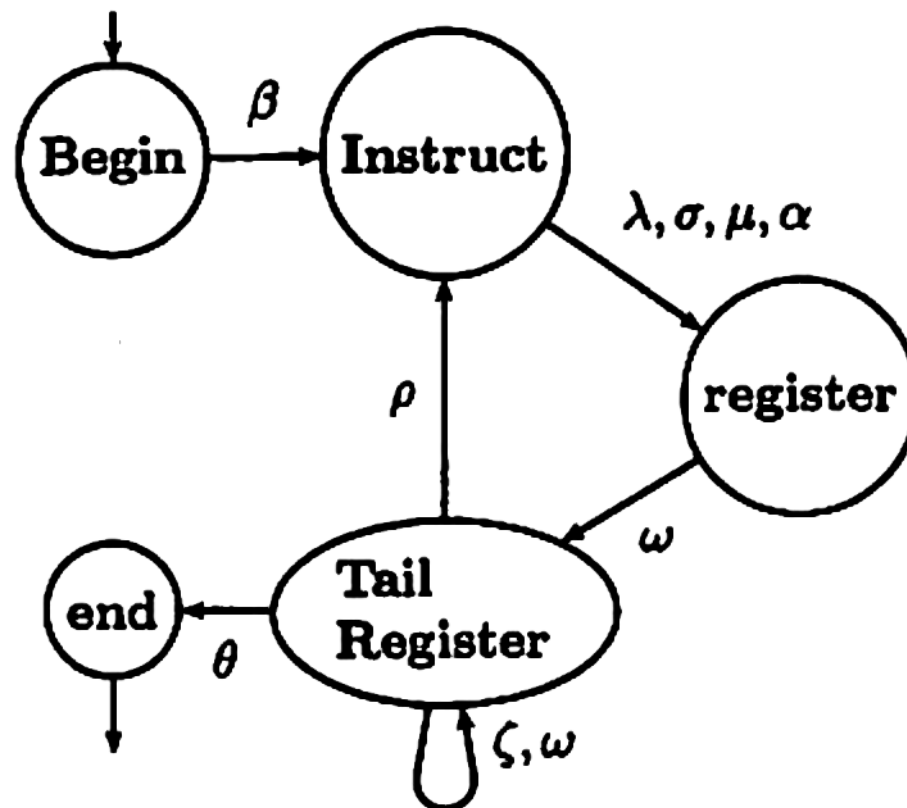 β
Begin
Instruct
λ, σ, μ, α
ρ
register
ω
Tail
Register
end
θ
ζ, ω